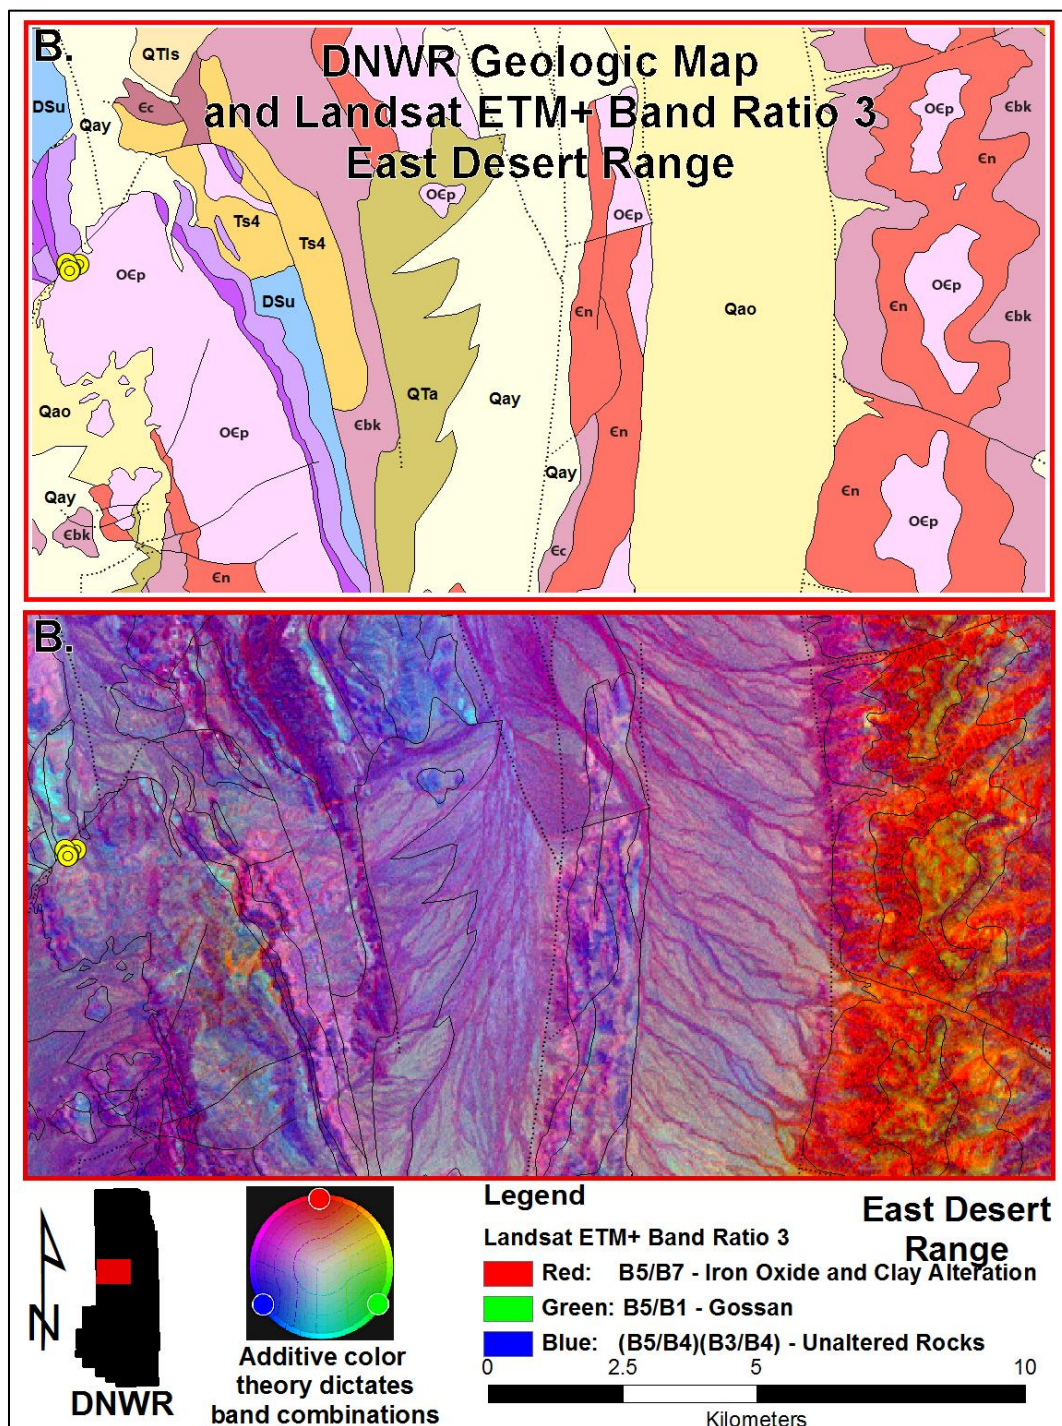 B.
DNWR Geologic Map
and Landsat ETM+ Band Ratio 3
East Desert Range
QTls
DSu
Qay
Єc
OЄp
OЄp
Єbk
Єn
OЄp
Ts4
Ts4
OЄp
OЄp
DSu
Єn
Qao
Єn
OЄp
Єbk
Qao
QTa
Qay
OЄp
Єbk
Єn
Qay
Qay
Єn
OЄp
Єbk
Єc
Єn
B.
Legend
Landsat ETM+ Band Ratio 3
Red: B5/B7 - Iron Oxide and Clay Alteration
Green: B5/B1 - Gossan
Blue: (B5/B4)(B3/B4) - Unaltered Rocks
East Desert
Range
N
DNWR
Additive color
theory dictates
band combinations
0 2.5 5 10
Kilometers